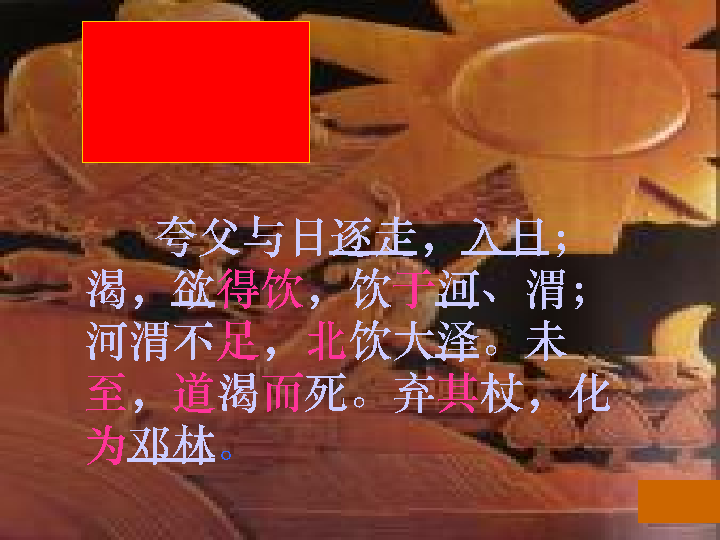 夸父与日逐走，入日；
渴，欲得饮，饮于河、渭；
河渭不足，北饮大泽。未
至，道渴而死。弃其杖，化
为邓林。